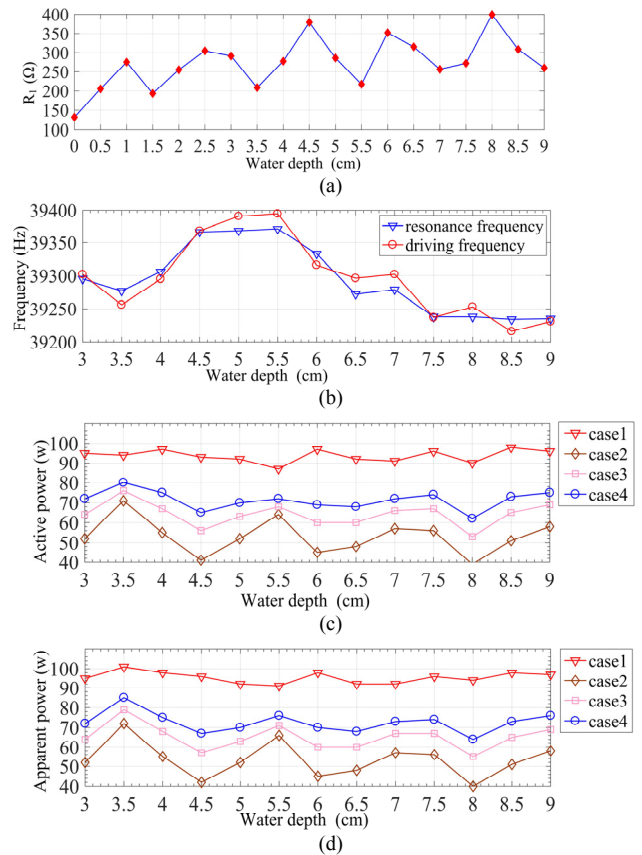 400
350
300
250
200
150
100
R1 (Ω)
0 0.5 1 1.5 2 2.5 3 3.5 4 4.5 5 5.5 6 6.5 7 7.5 8 8.5 9
Water depth (cm)
(a)
39400
39350
39300
39250
39200
Frequency (Hz)
resonance frequency
driving frequency
3 3.5 4 4.5 5 5.5 6 6.5 7 7.5 8 8.5 9
Water depth (cm)
(b)
100
90
80
70
60
50
40
Active power (w)
case1
case2
case3
case4
3 3.5 4 4.5 5 5.5 6 6.5 7 7.5 8 8.5 9
Water depth (cm)
(c)
100
90
80
70
60
50
40
Apparent power (w)
case1
case2
case3
case4
3 3.5 4 4.5 5 5.5 6 6.5 7 7.5 8 8.5 9
Water depth (cm)
(d)